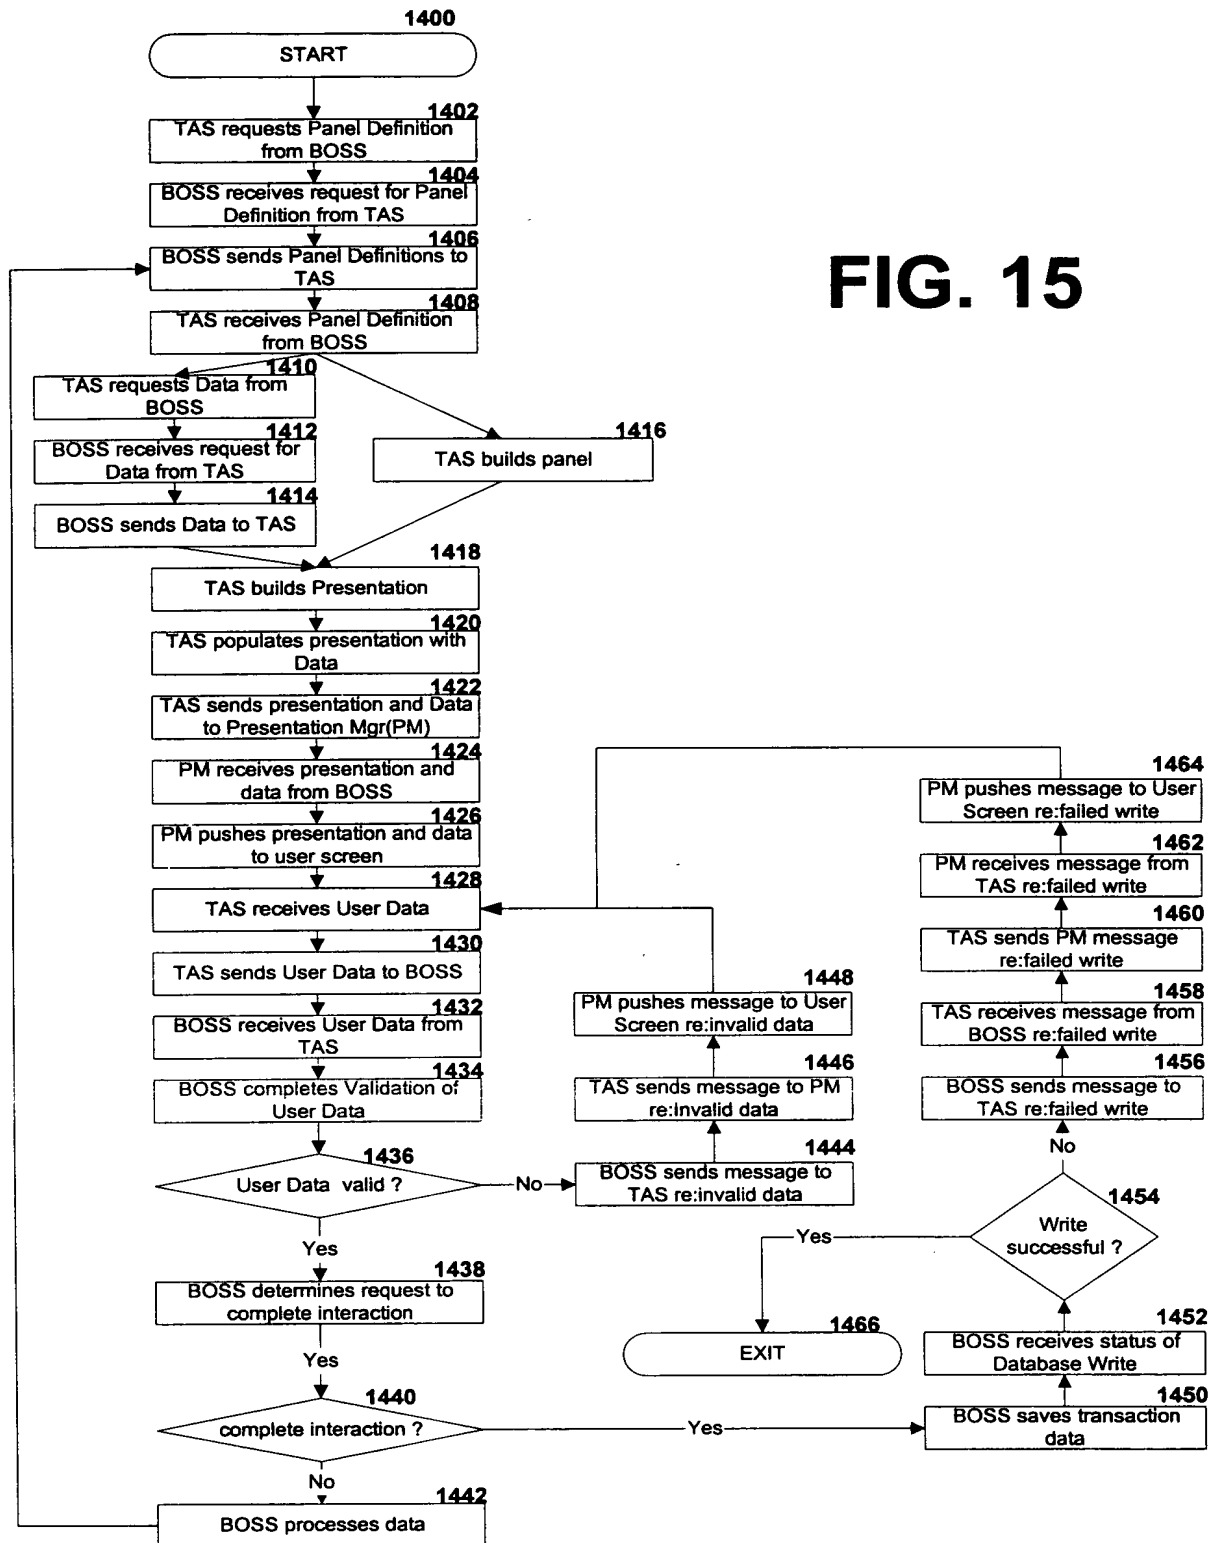 1400
START
1402
TAS requests Panel Definition
from BOSS
1404
BOSS receives request for Panel
Definition from TAS
1406
BOSS sends Panel Definitions to
TAS
1408
TAS receives Panel Definition
from BOSS
FIG. 15
1410
TAS requests Data from
BOSS
1412
BOSS receives request for
Data from TAS
1414
BOSS sends Data to TAS
1416
TAS builds panel
1418
TAS builds Presentation
1420
TAS populates presentation with
Data
1422
TAS sends presentation and Data
to Presentation Mgr(PM)
1424
PM receives presentation and
data from BOSS
1426
PM pushes presentation and data
to user screen
1428
TAS receives User Data
1430
TAS sends User Data to BOSS
1432
BOSS receives User Data from
TAS
1434
BOSS completes Validation of
User Data
1436
User Data valid ?
No
1444
BOSS sends message to
TAS re:invalid data
1446
TAS sends message to PM
re:Invalid data
1448
PM pushes message to User
Screen re:invalid data
Yes
1438
BOSS determines request to
complete interaction
Yes
1440
complete interaction ?
Yes
No
1442
BOSS processes data
1464
PM pushes message to User
Screen re:failed write
1462
PM receives message from
TAS re:failed write
1460
TAS sends PM message
re:failed write
1458
TAS receives message from
BOSS re:failed write
1456
BOSS sends message to
TAS re:failed write
No
1454
Write
successful ?
Yes
1466
EXIT
1452
BOSS receives status of
Database Write
1450
BOSS saves transaction
data